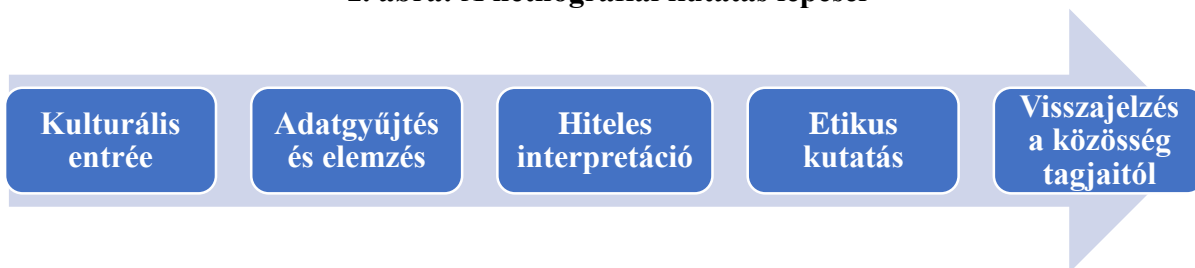 Kulturális
entrée
Adatgyűjtés
és elemzés
Hiteles
interpretáció
Etikus
kutatás
Visszajelzés
a közösség
tagjaitól